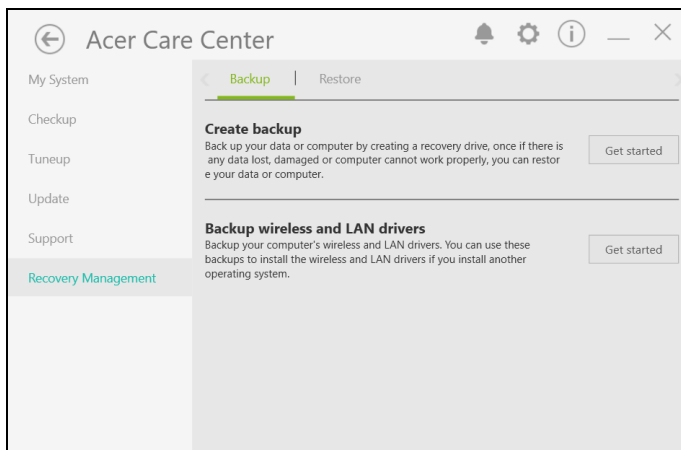 Acer Care Center
My System
Checkup
Tuneup
Update
Support
Recovery Management
Backup
Restore
Create backup
Back up your data or computer by creating a recovery drive, once if there is
any data lost, damaged or computer cannot work properly, you can restor
e your data or computer.
Get started
Backup wireless and LAN drivers
Backup your computer's wireless and LAN drivers. You can use these
backups to install the wireless and LAN drivers if you install another
operating system.
Get started